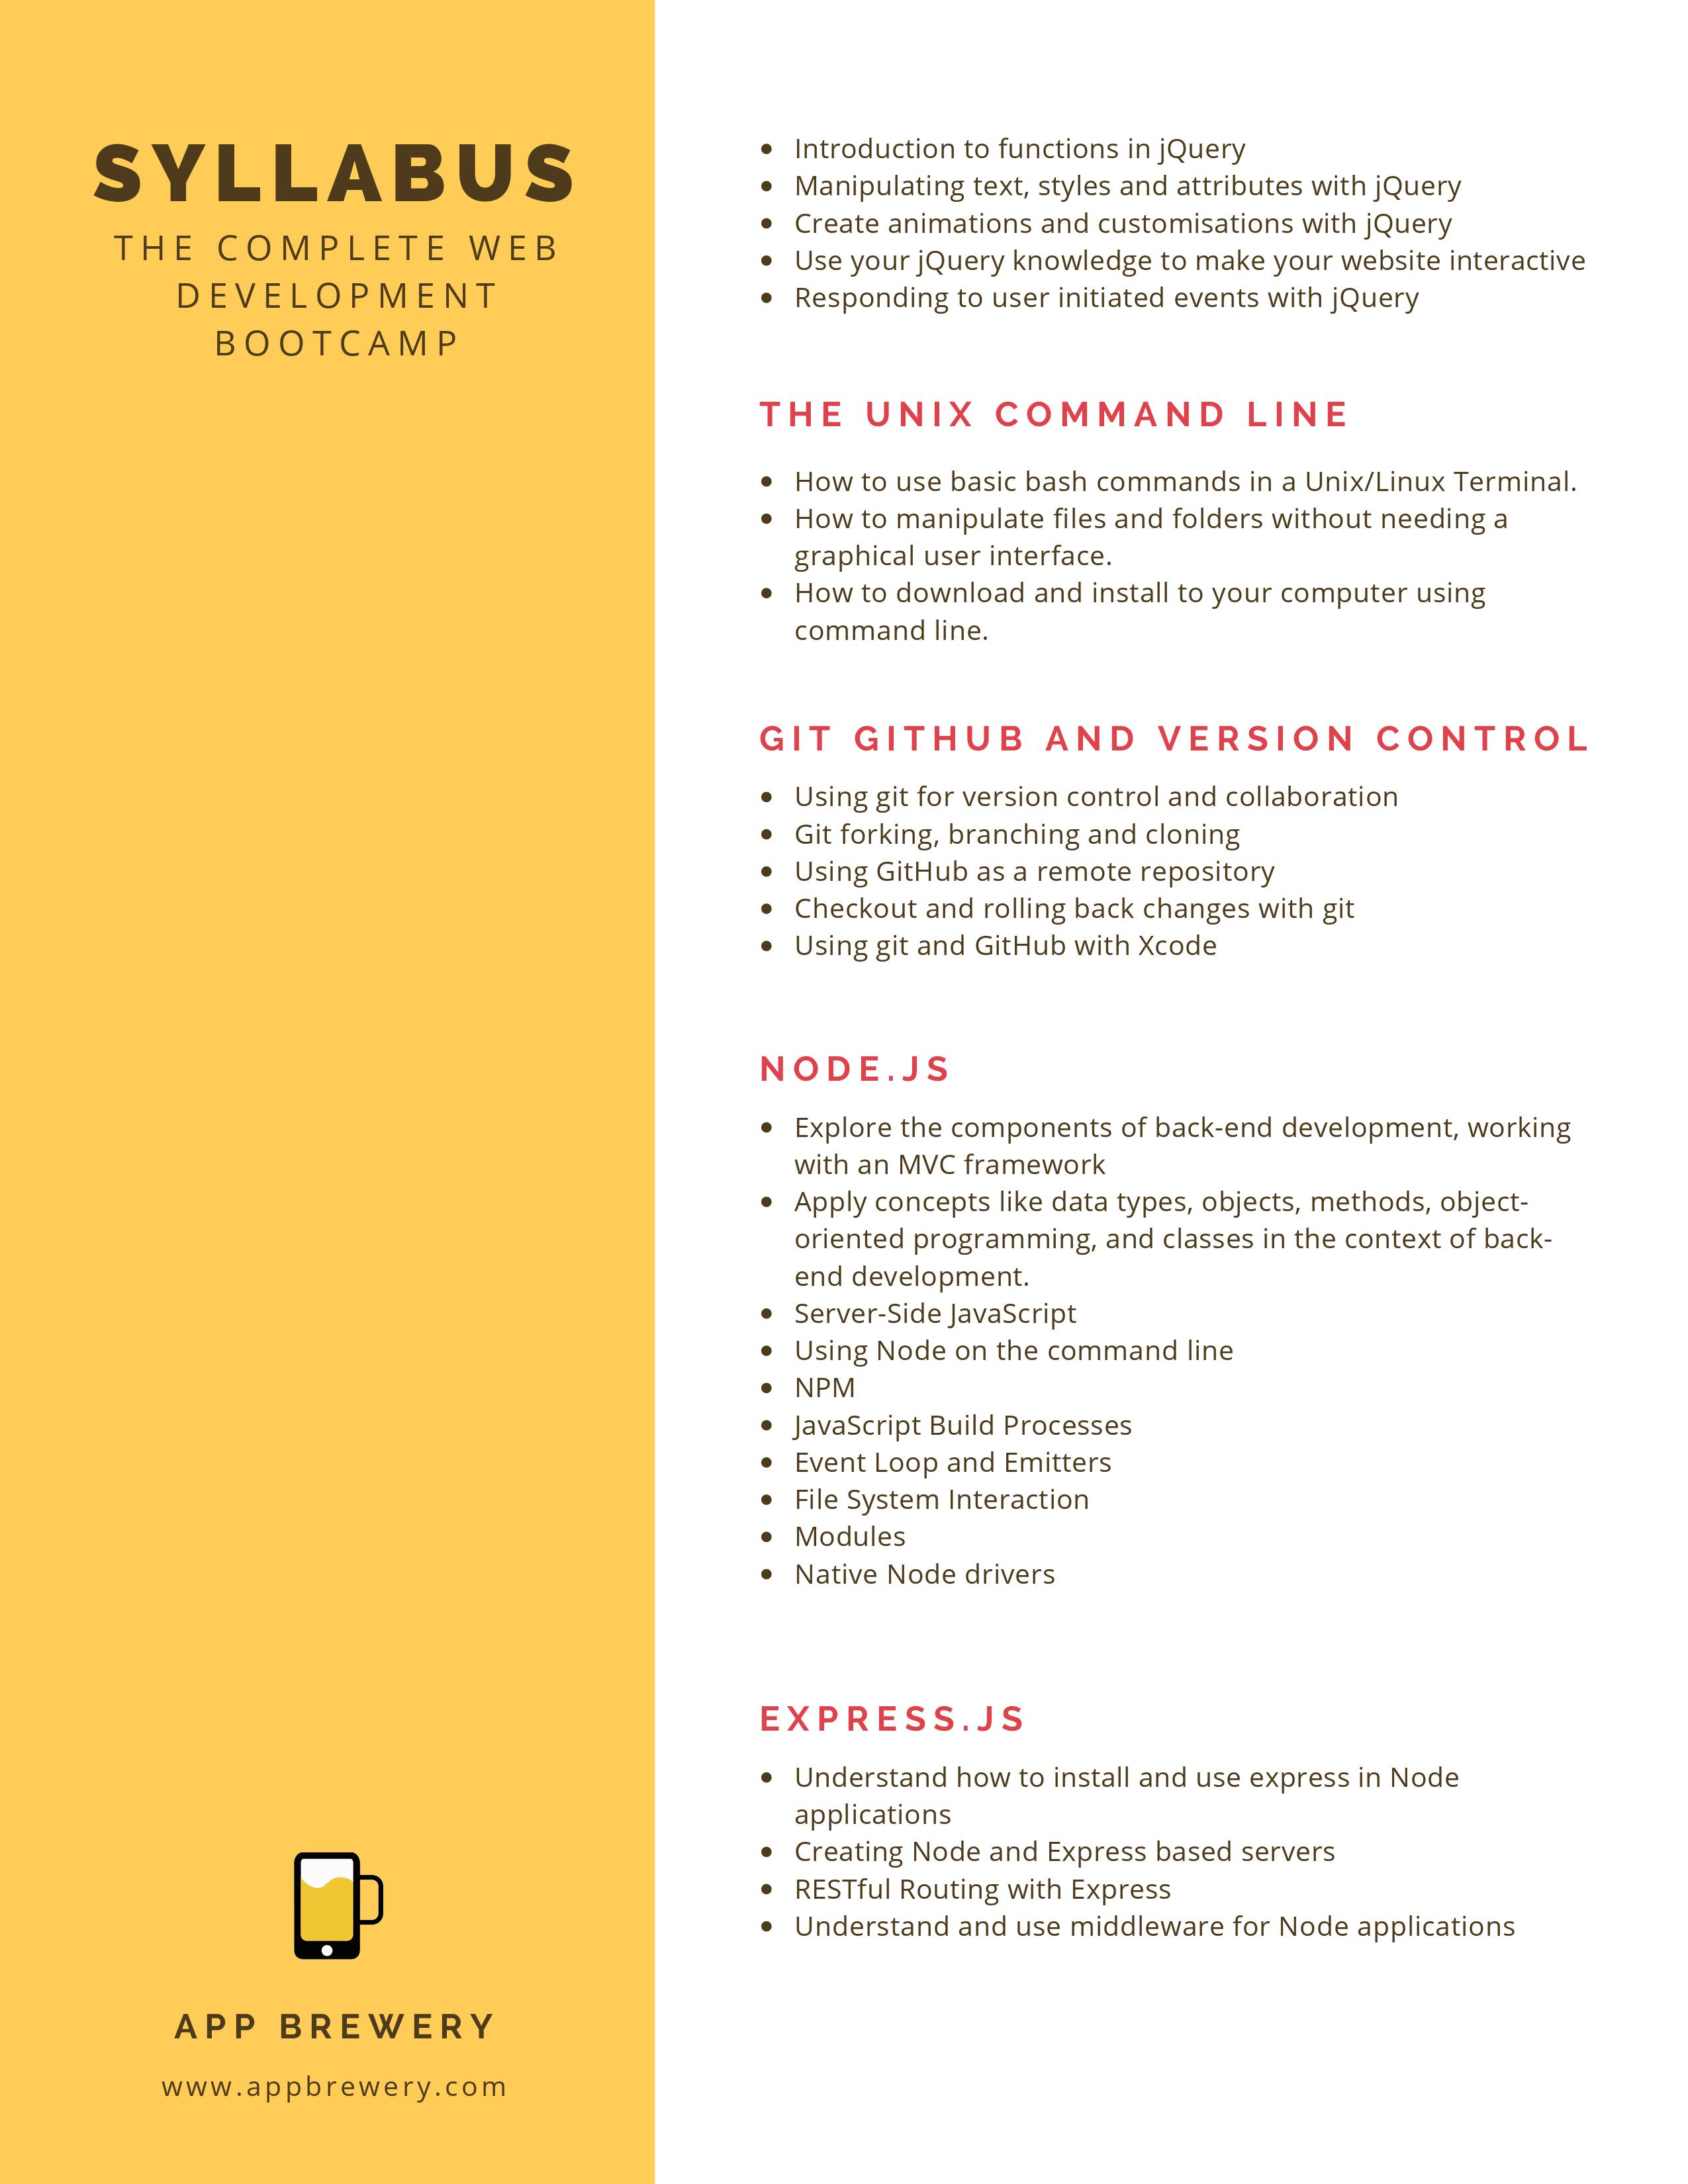 SYLLABUS
THE COMPLETE WEB
DEVELOPMENT
BOOTCAMP
APP BREWERY
www.appbrewery.com
• Introduction to functions in jQuery
• Manipulating text, styles and attributes with jQuery
• Create animations and customisations with jQuery
• Use your jQuery knowledge to make your website interactive
• Responding to user initiated events with jQuery
THE UNIX COMMAND LINE
• How to use basic bash commands in a Unix/Linux Terminal.
• How to manipulate files and folders without needing a
graphical user interface.
• How to download and install to your computer using
command line.
GIT GITHUB AND VERSION CONTROL
• Using git for version control and collaboration
• Git forking, branching and cloning
• Using GitHub as a remote repository
• Checkout and rolling back changes with git
• Using git and GitHub with Xcode
NODE.JS
• Explore the components of back-end development, working
with an MVC framework
• Apply concepts like data types, objects, methods, object-
oriented programming, and classes in the context of back-
end development.
• Server-Side JavaScript
• Using Node on the command line
• NPM
• JavaScript Build Processes
• Event Loop and Emitters
• File System Interaction
• Modules
• Native Node drivers
EXPRESS.JS
• Understand how to install and use express in Node
applications
• Creating Node and Express based servers
• RESTful Routing with Express
• Understand and use middleware for Node applications